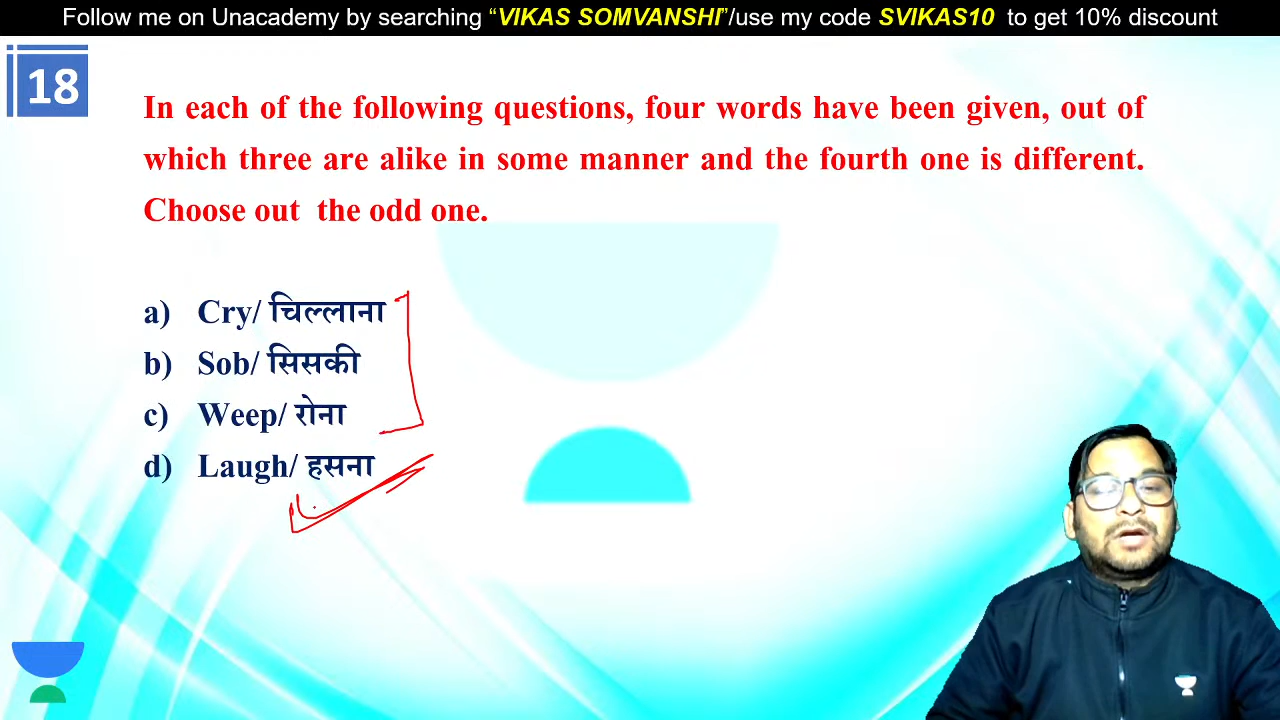 Follow me on Unacademy by searching “VIKAS SOMVANSHI”/use my code SVIKAS10 to get 10% discount
18
In each of the following questions, four words have been given, out of
which three are alike in some manner and the fourth one is different.
Choose out the odd one.
a) Cry/ चिल्लाना
b) Sob/ सिसकी
c) Weep/ रोना
d) Laugh/ हसना